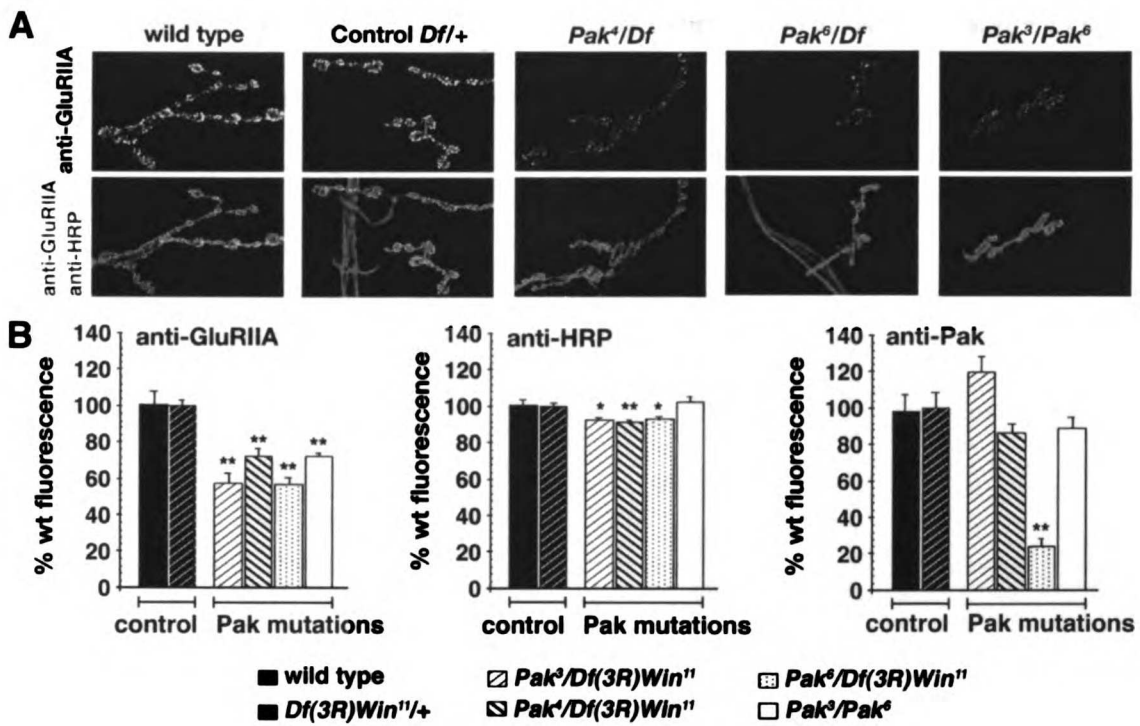 A
wild type
Control Df/+
Pak⁴/Df
Pak⁶/Df
Pak³/Pak⁶
anti-GluRIIA
anti-GluRIIA
anti-HRP
B
% wt fluorescence
140
120
100
80
60
40
20
0
anti-GluRIIA
** ** ** **
control Pak mutations
% wt fluorescence
140
120
100
80
60
40
20
0
anti-HRP
* ** *
control Pak mutations
% wt fluorescence
140
120
100
80
60
40
20
0
anti-Pak
**
control Pak mutations
wild type
Pak³/Df(3R)Win¹¹
Pak⁶/Df(3R)Win¹¹
Df(3R)Win¹¹/+
Pak⁴/Df(3R)Win¹¹
Pak³/Pak⁶